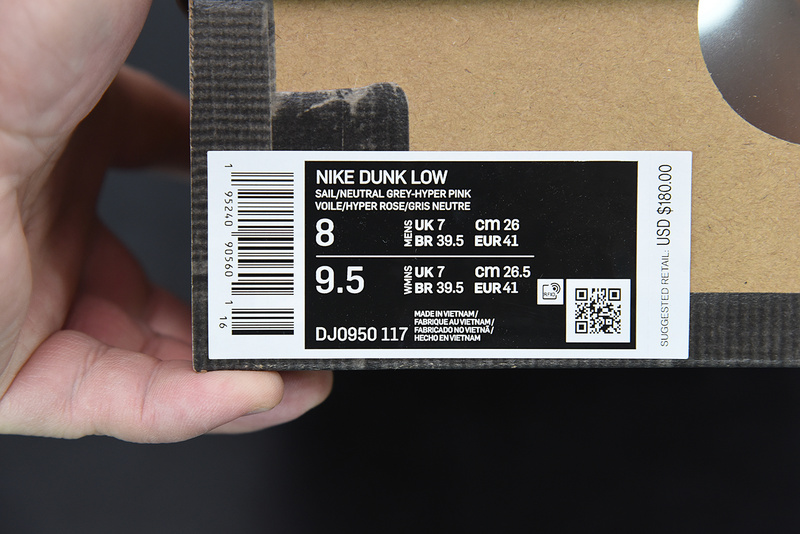 NIKE DUNK LOW
SAIL/NEUTRAL GREY-HYPER PINK
VOILE/HYPER ROSE/GRIS NEUTRE
8 MENS UK 7 cm 26
BR 39.5 EUR 41
9.5 WMNS UK 7 cm 26.5
BR 39.5 EUR 41
DJ0950 117
MADE IN VIETNAM/
FABRIQUE AU VIETNAM/
FABRICADO NO VIETNÃ/
HECHO EN VIETNAM
1 95240 90560 1 16
SUGGESTED RETAIL: USD $180.00